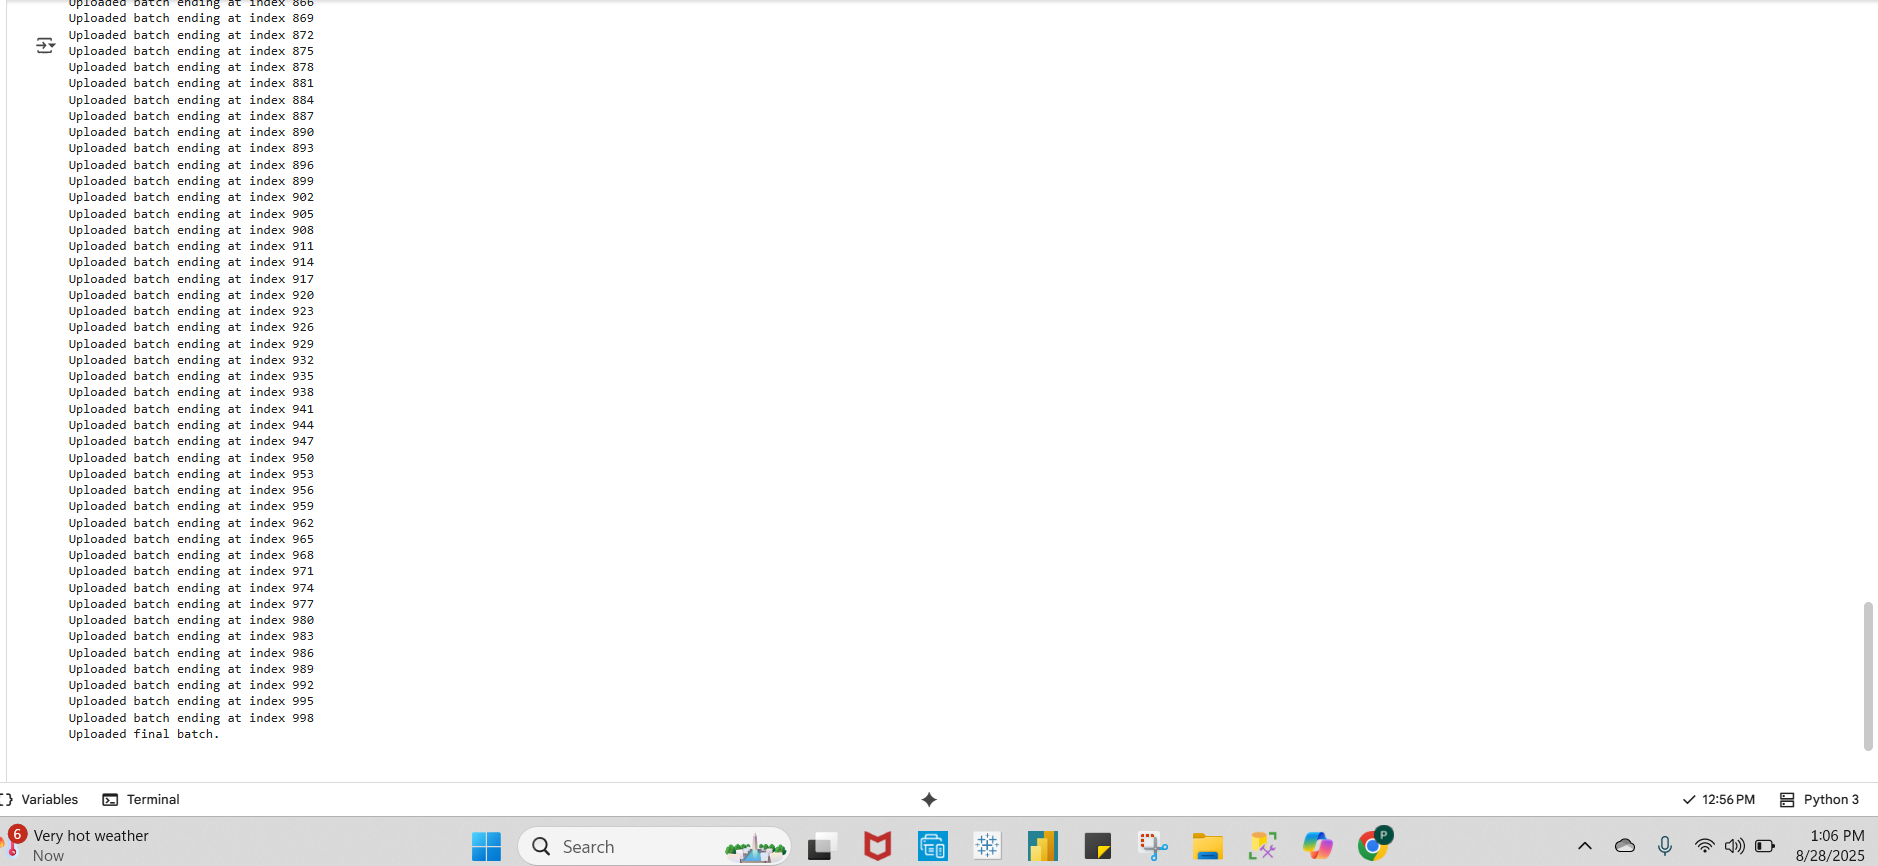 Uploaded batch ending at index 866
Uploaded batch ending at index 869
Uploaded batch ending at index 872
Uploaded batch ending at index 875
Uploaded batch ending at index 878
Uploaded batch ending at index 881
Uploaded batch ending at index 884
Uploaded batch ending at index 887
Uploaded batch ending at index 890
Uploaded batch ending at index 893
Uploaded batch ending at index 896
Uploaded batch ending at index 899
Uploaded batch ending at index 902
Uploaded batch ending at index 905
Uploaded batch ending at index 908
Uploaded batch ending at index 911
Uploaded batch ending at index 914
Uploaded batch ending at index 917
Uploaded batch ending at index 920
Uploaded batch ending at index 923
Uploaded batch ending at index 926
Uploaded batch ending at index 929
Uploaded batch ending at index 932
Uploaded batch ending at index 935
Uploaded batch ending at index 938
Uploaded batch ending at index 941
Uploaded batch ending at index 944
Uploaded batch ending at index 947
Uploaded batch ending at index 950
Uploaded batch ending at index 953
Uploaded batch ending at index 956
Uploaded batch ending at index 959
Uploaded batch ending at index 962
Uploaded batch ending at index 965
Uploaded batch ending at index 968
Uploaded batch ending at index 971
Uploaded batch ending at index 974
Uploaded batch ending at index 977
Uploaded batch ending at index 980
Uploaded batch ending at index 983
Uploaded batch ending at index 986
Uploaded batch ending at index 989
Uploaded batch ending at index 992
Uploaded batch ending at index 995
Uploaded batch ending at index 998
Uploaded final batch.
Variables Terminal 12:56 PM Python 3
6 Very hot weather
Now
Search
P
1:06 PM
8/28/2025